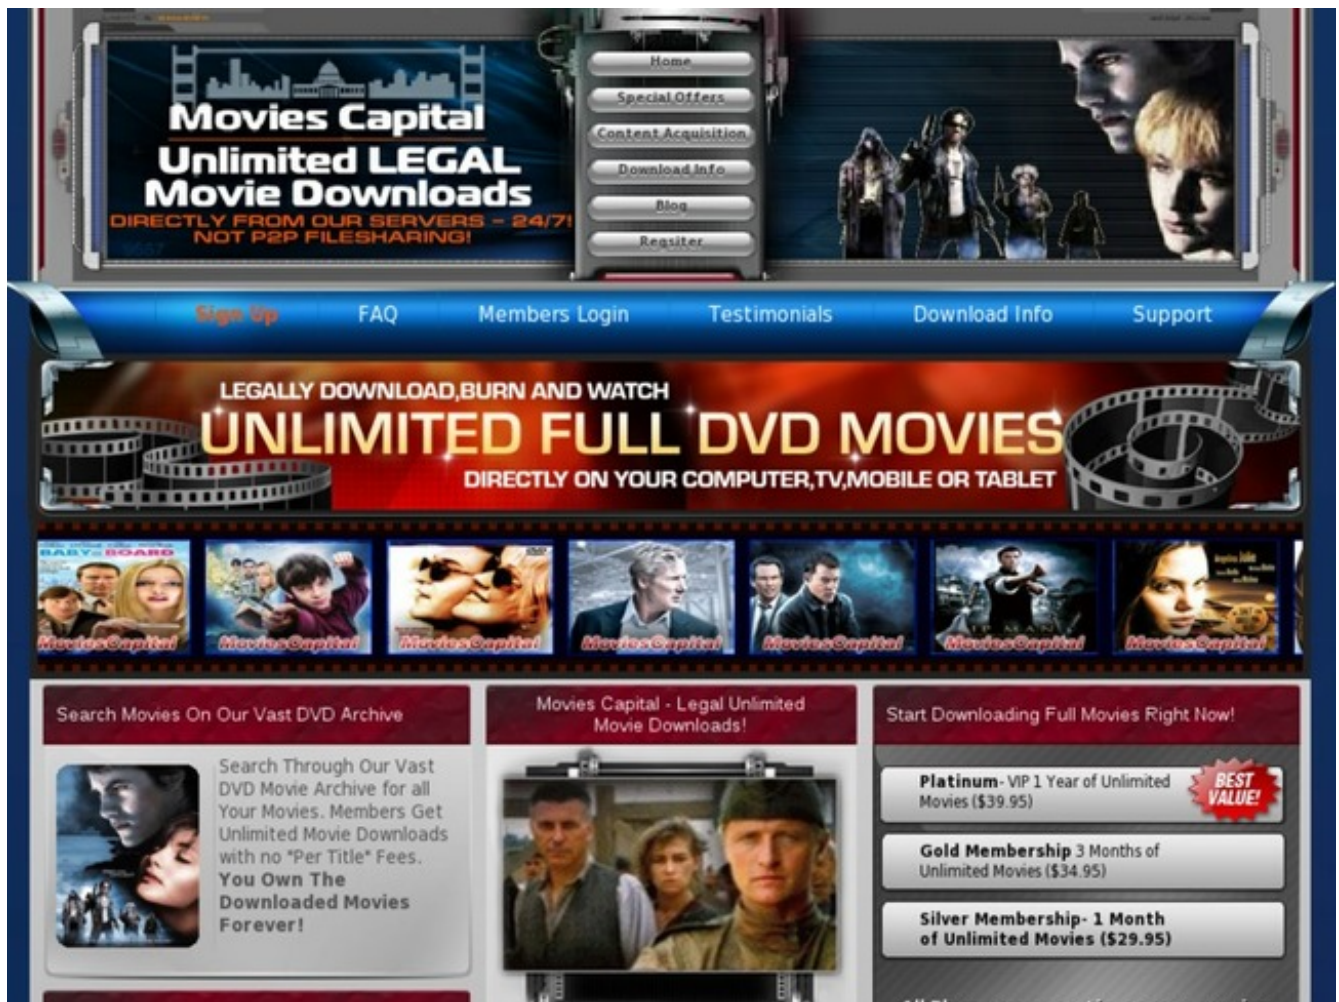 Movies Capital
Unlimited LEGAL
Movie Downloads
DIRECTLY FROM OUR SERVERS - 24/7!
NOT P2P FILESHARING!
Home
Special Offers
Content Acquisition
Download Info
Blog
Regsiter
Sign Up
FAQ
Members Login
Testimonials
Download Info
Support
LEGALLY DOWNLOAD,BURN AND WATCH
UNLIMITED FULL DVD MOVIES
DIRECTLY ON YOUR COMPUTER,TV,MOBILE OR TABLET
BABY BOARD
MoviesCapital
MoviesCapital
MoviesCapital
MoviesCapital
MoviesCapital
MoviesCapital
Angelina Jolie
MoviesCapital
Search Movies On Our Vast DVD Archive
Search Through Our Vast
DVD Movie Archive for all
Your Movies. Members Get
Unlimited Movie Downloads
with no "Per Title" Fees.
You Own The
Downloaded Movies
Forever!
Movies Capital - Legal Unlimited
Movie Downloads!
Start Downloading Full Movies Right Now!
Platinum- VIP 1 Year of Unlimited
Movies ($39.95)
BEST
VALUE!
Gold Membership 3 Months of
Unlimited Movies ($34.95)
Silver Membership- 1 Month
of Unlimited Movies ($29.95)